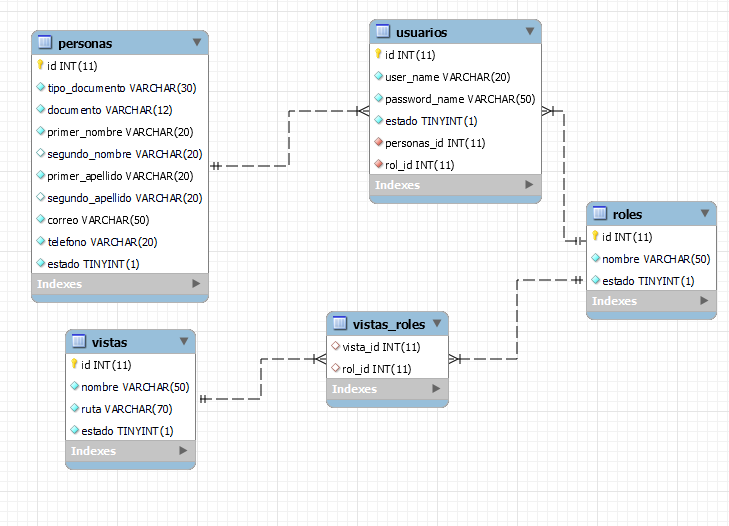 personas
id INT(11)
tipo_documento VARCHAR(30)
documento VARCHAR(12)
primer_nombre VARCHAR(20)
segundo_nombre VARCHAR(20)
primer_apellido VARCHAR(20)
segundo_apellido VARCHAR(20)
correo VARCHAR(50)
telefono VARCHAR(20)
estado TINYINT(1)
Indexes
usuarios
id INT(11)
user_name VARCHAR(20)
password_name VARCHAR(50)
estado TINYINT(1)
personas_id INT(11)
rol_id INT(11)
Indexes
roles
id INT(11)
nombre VARCHAR(50)
estado TINYINT(1)
Indexes
vistas
id INT(11)
nombre VARCHAR(50)
ruta VARCHAR(70)
estado TINYINT(1)
Indexes
vistas_roles
vista_id INT(11)
rol_id INT(11)
Indexes